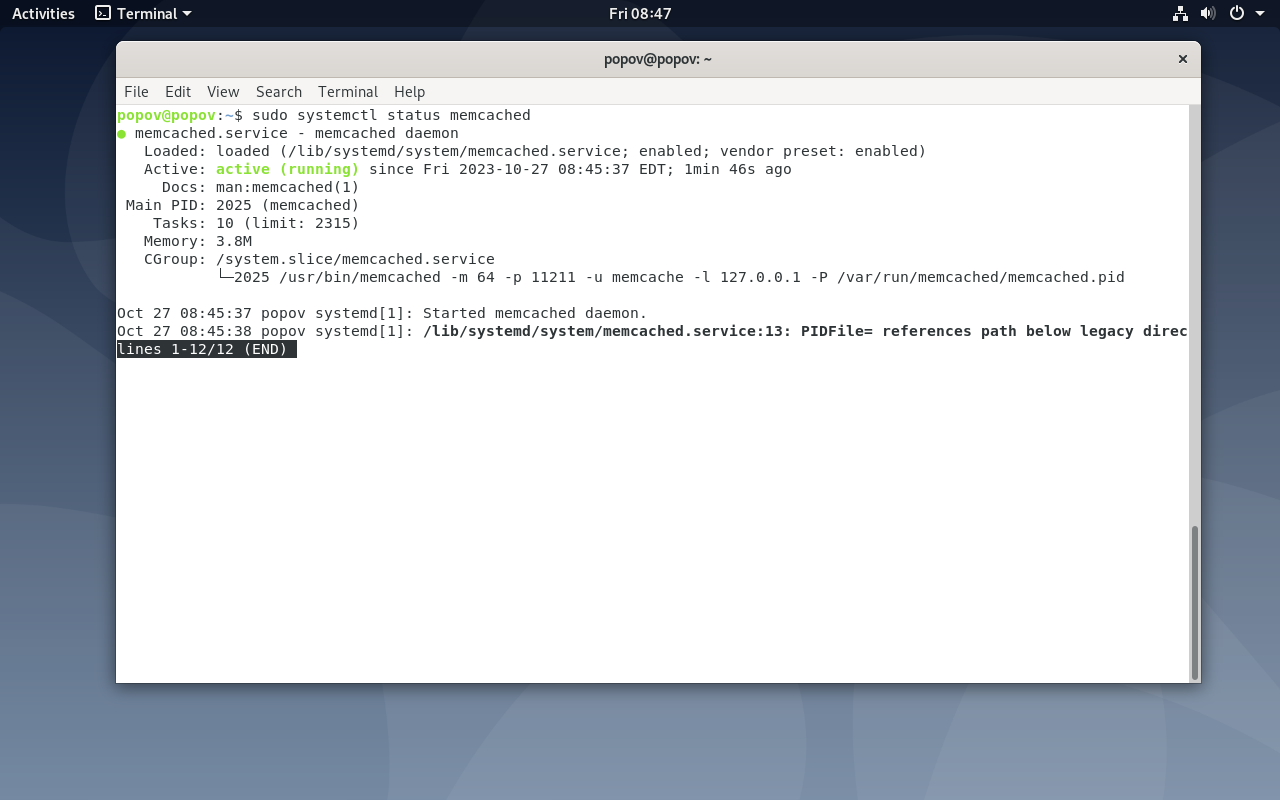 Activities Terminal Fri 08:47
popov@popov: ~
File Edit View Search Terminal Help
popov@popov:~$ sudo systemctl status memcached
● memcached.service - memcached daemon
   Loaded: loaded (/lib/systemd/system/memcached.service; enabled; vendor preset: enabled)
   Active: active (running) since Fri 2023-10-27 08:45:37 EDT; 1min 46s ago
     Docs: man:memcached(1)
 Main PID: 2025 (memcached)
    Tasks: 10 (limit: 2315)
   Memory: 3.8M
   CGroup: /system.slice/memcached.service
           └─2025 /usr/bin/memcached -m 64 -p 11211 -u memcache -l 127.0.0.1 -P /var/run/memcached/memcached.pid
Oct 27 08:45:37 popov systemd[1]: Started memcached daemon.
Oct 27 08:45:38 popov systemd[1]: /lib/systemd/system/memcached.service:13: PIDFile= references path below legacy direc
lines 1-12/12 (END)